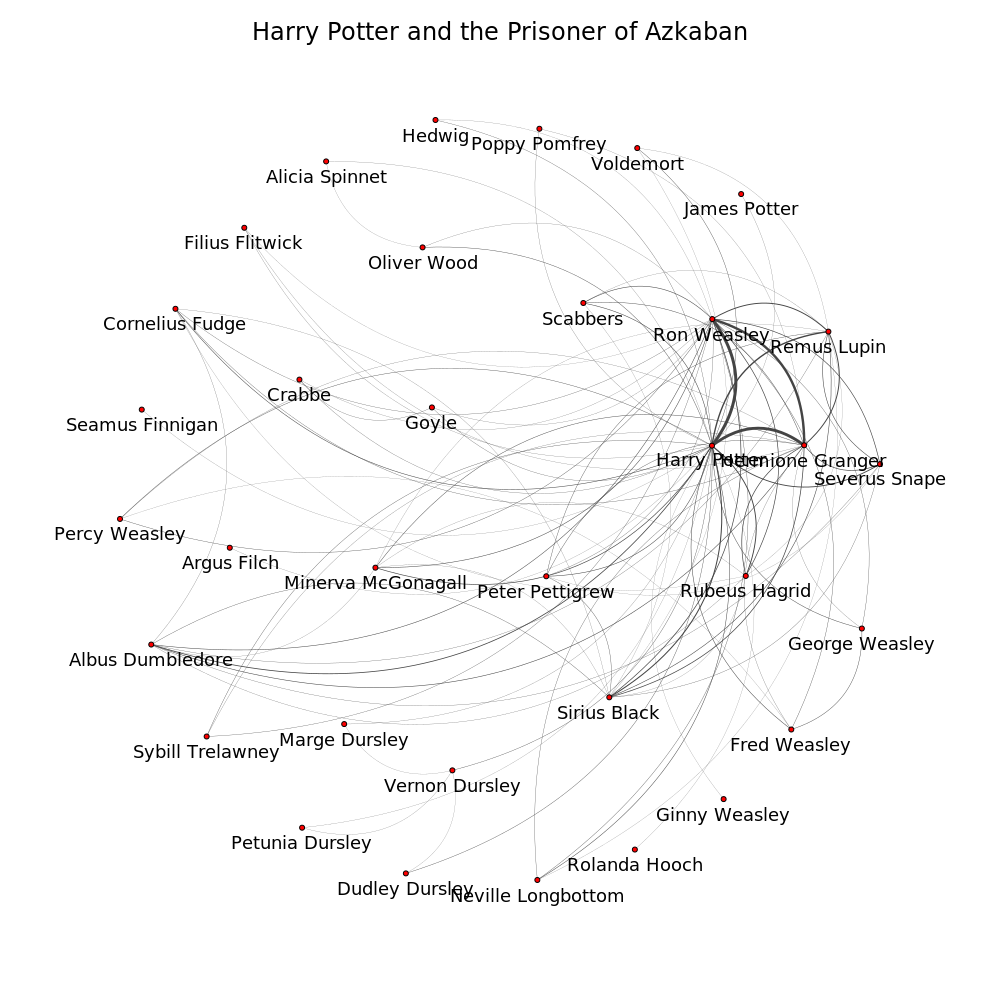 Harry Potter and the Prisoner of Azkaban
Hedwig
Poppy Pomfrey
Voldemort
Alicia Spinnet
James Potter
Filius Flitwick
Oliver Wood
Scabbers
Cornelius Fudge
Ron Weasley
Remus Lupin
Crabbe
Seamus Finnigan
Goyle
Harry Potter
Hermione Granger
Severus Snape
Percy Weasley
Argus Filch
Minerva McGonagall
Peter Pettigrew
Rubeus Hagrid
George Weasley
Albus Dumbledore
Sirius Black
Sybill Trelawney
Marge Dursley
Fred Weasley
Vernon Dursley
Ginny Weasley
Petunia Dursley
Rolanda Hooch
Dudley Dursley
Neville Longbottom